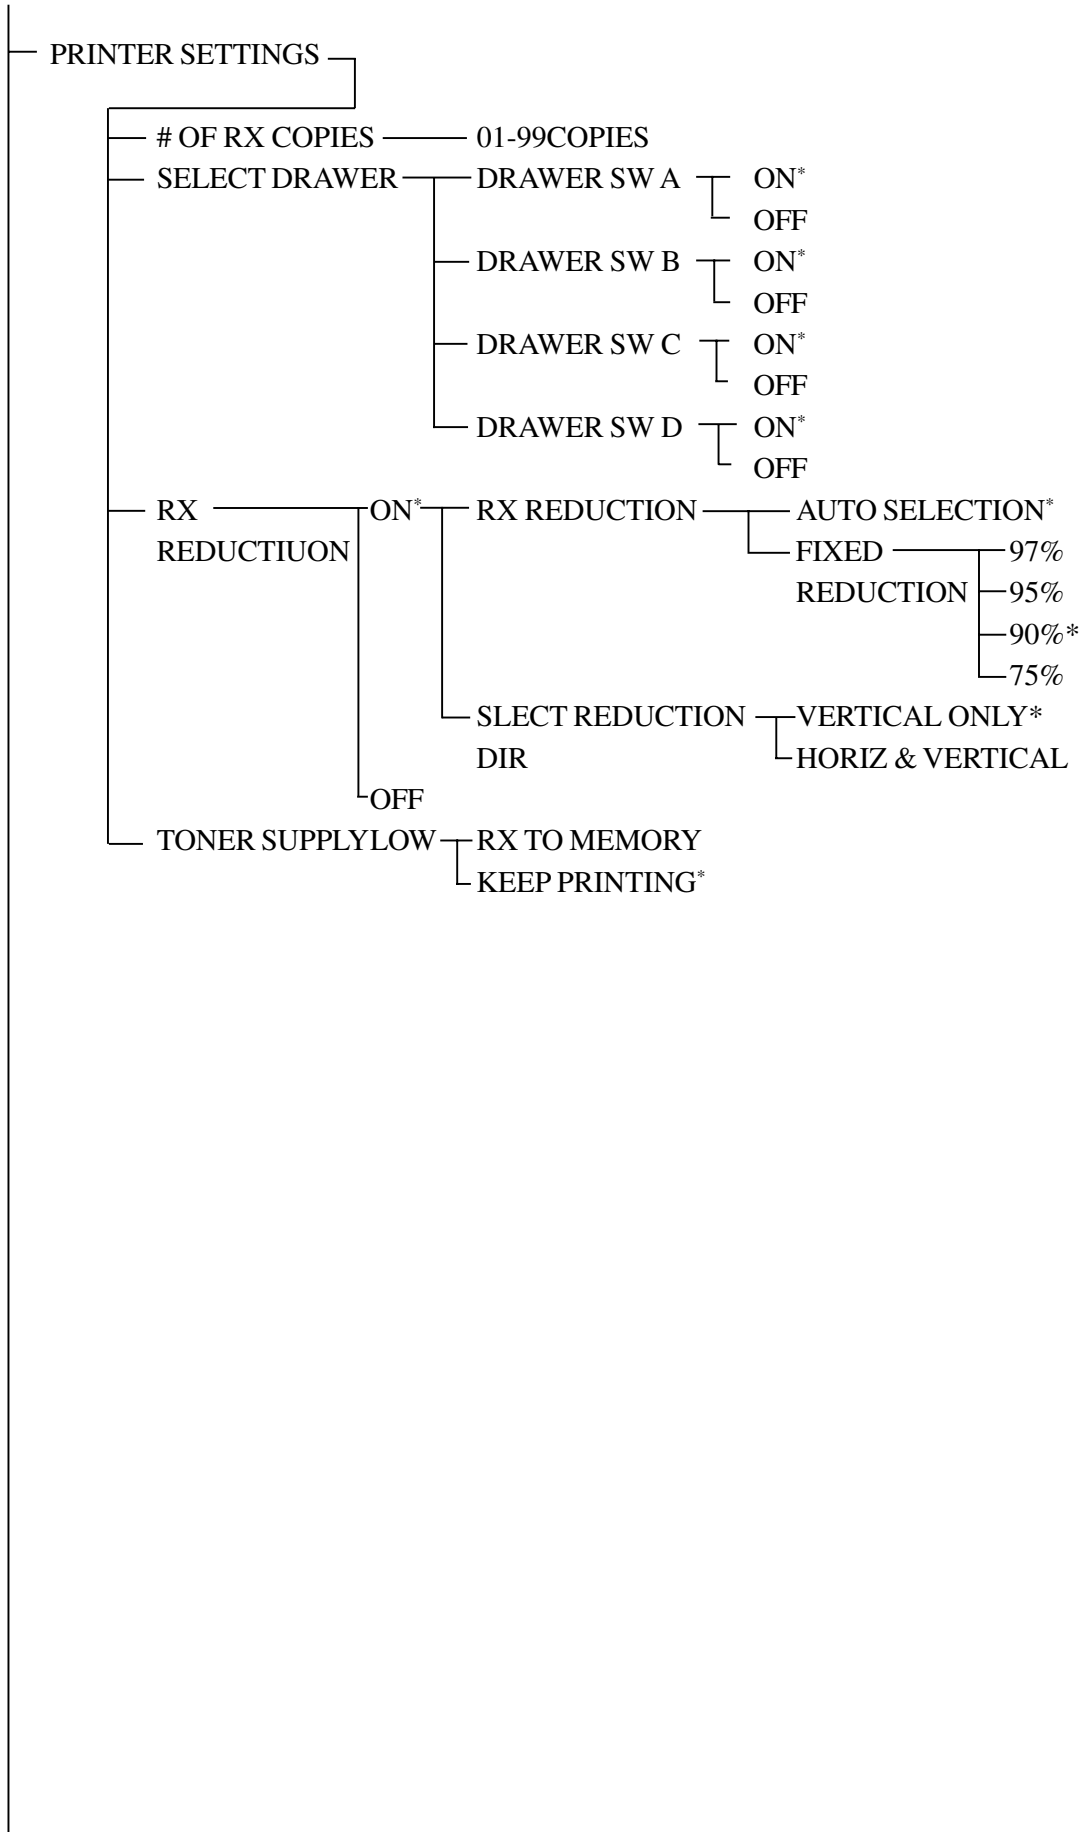 PRINTER SETTINGS
# OF RX COPIES 01-99COPIES
SELECT DRAWER DRAWER SW A ON*
OFF
DRAWER SW B ON*
OFF
DRAWER SW C ON*
OFF
DRAWER SW D ON*
OFF
RX ON* RX REDUCTION AUTO SELECTION*
REDUCTIUON FIXED 97%
REDUCTION 95%
90%*
75%
SLECT REDUCTION VERTICAL ONLY*
DIR HORIZ & VERTICAL
OFF
TONER SUPPLY LOW RX TO MEMORY
KEEP PRINTING*